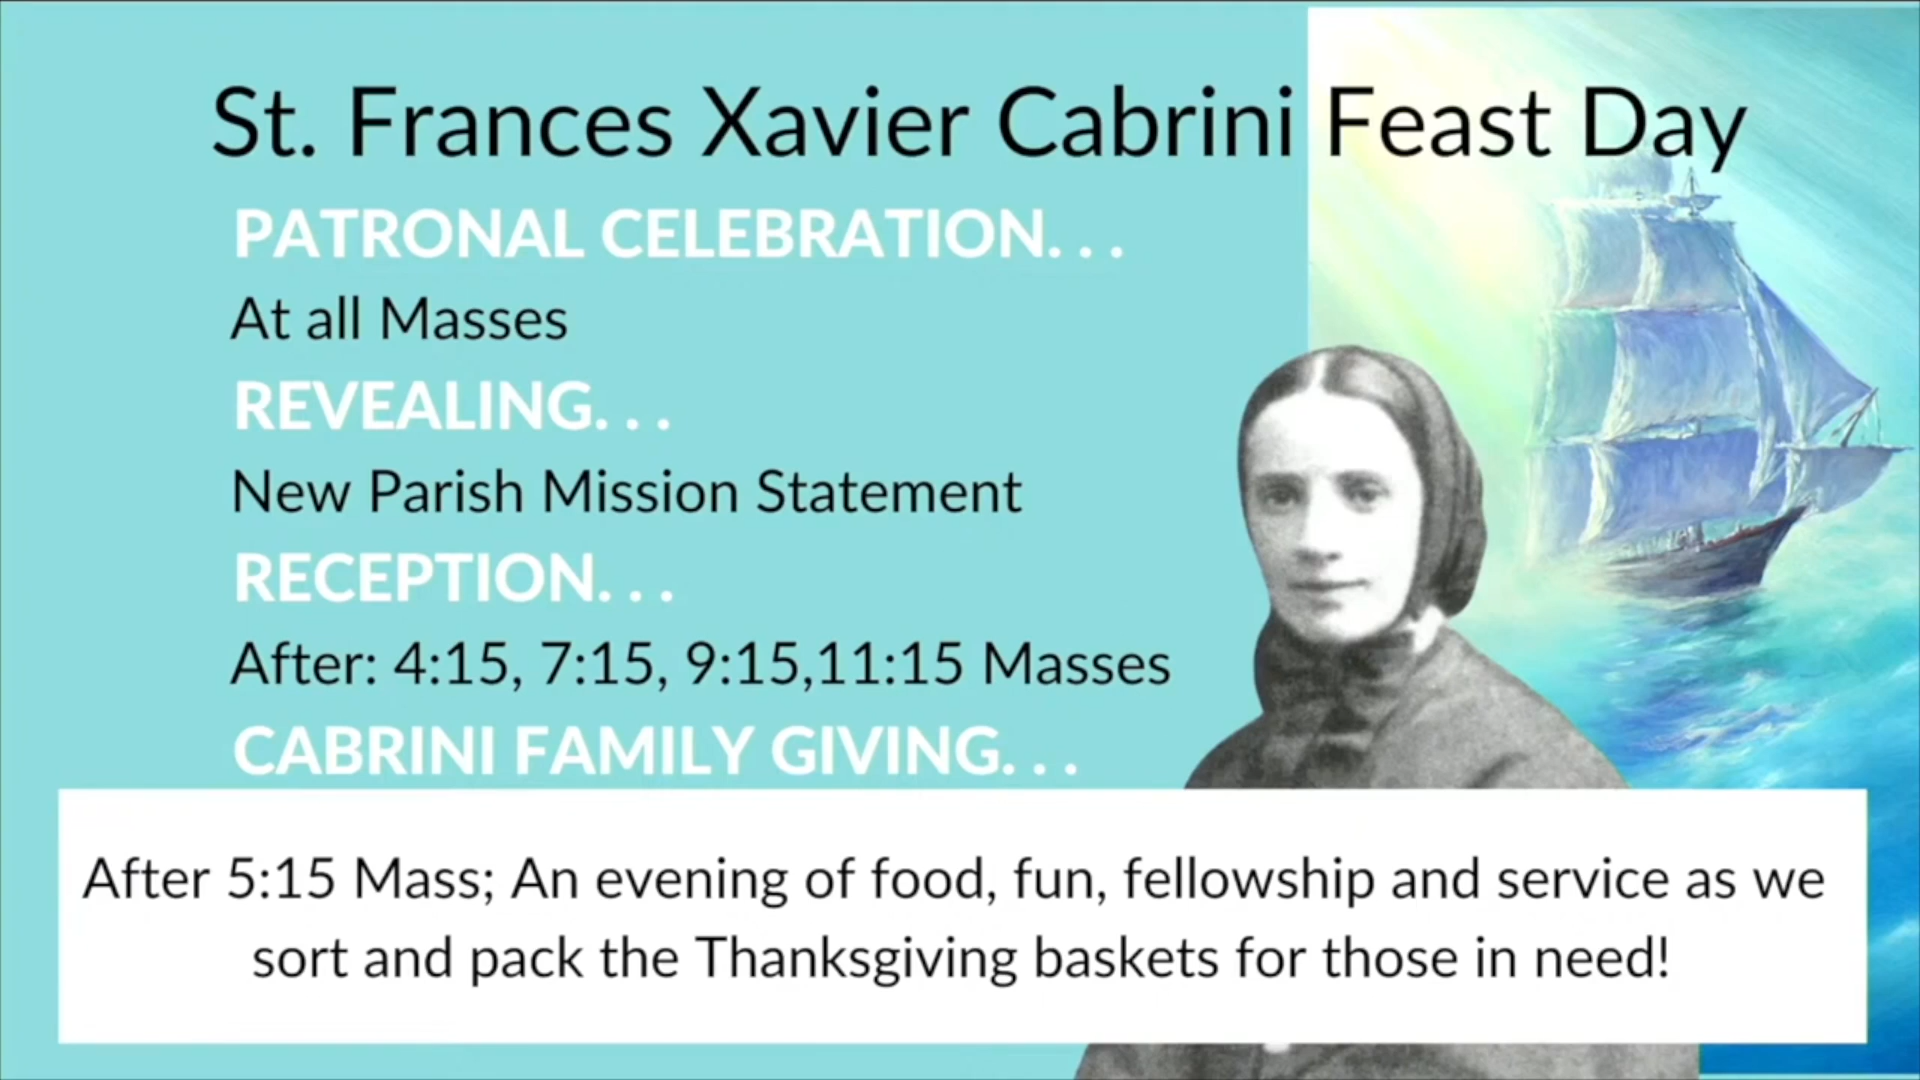 St. Frances Xavier Cabrini Feast Day
PATRONAL CELEBRATION. . .
At all Masses
REVEALING. . .
New Parish Mission Statement
RECEPTION. . .
After: 4:15, 7:15, 9:15,11:15 Masses
CABRINI FAMILY GIVING. . .
After 5:15 Mass; An evening of food, fun, fellowship and service as we
sort and pack the Thanksgiving baskets for those in need!